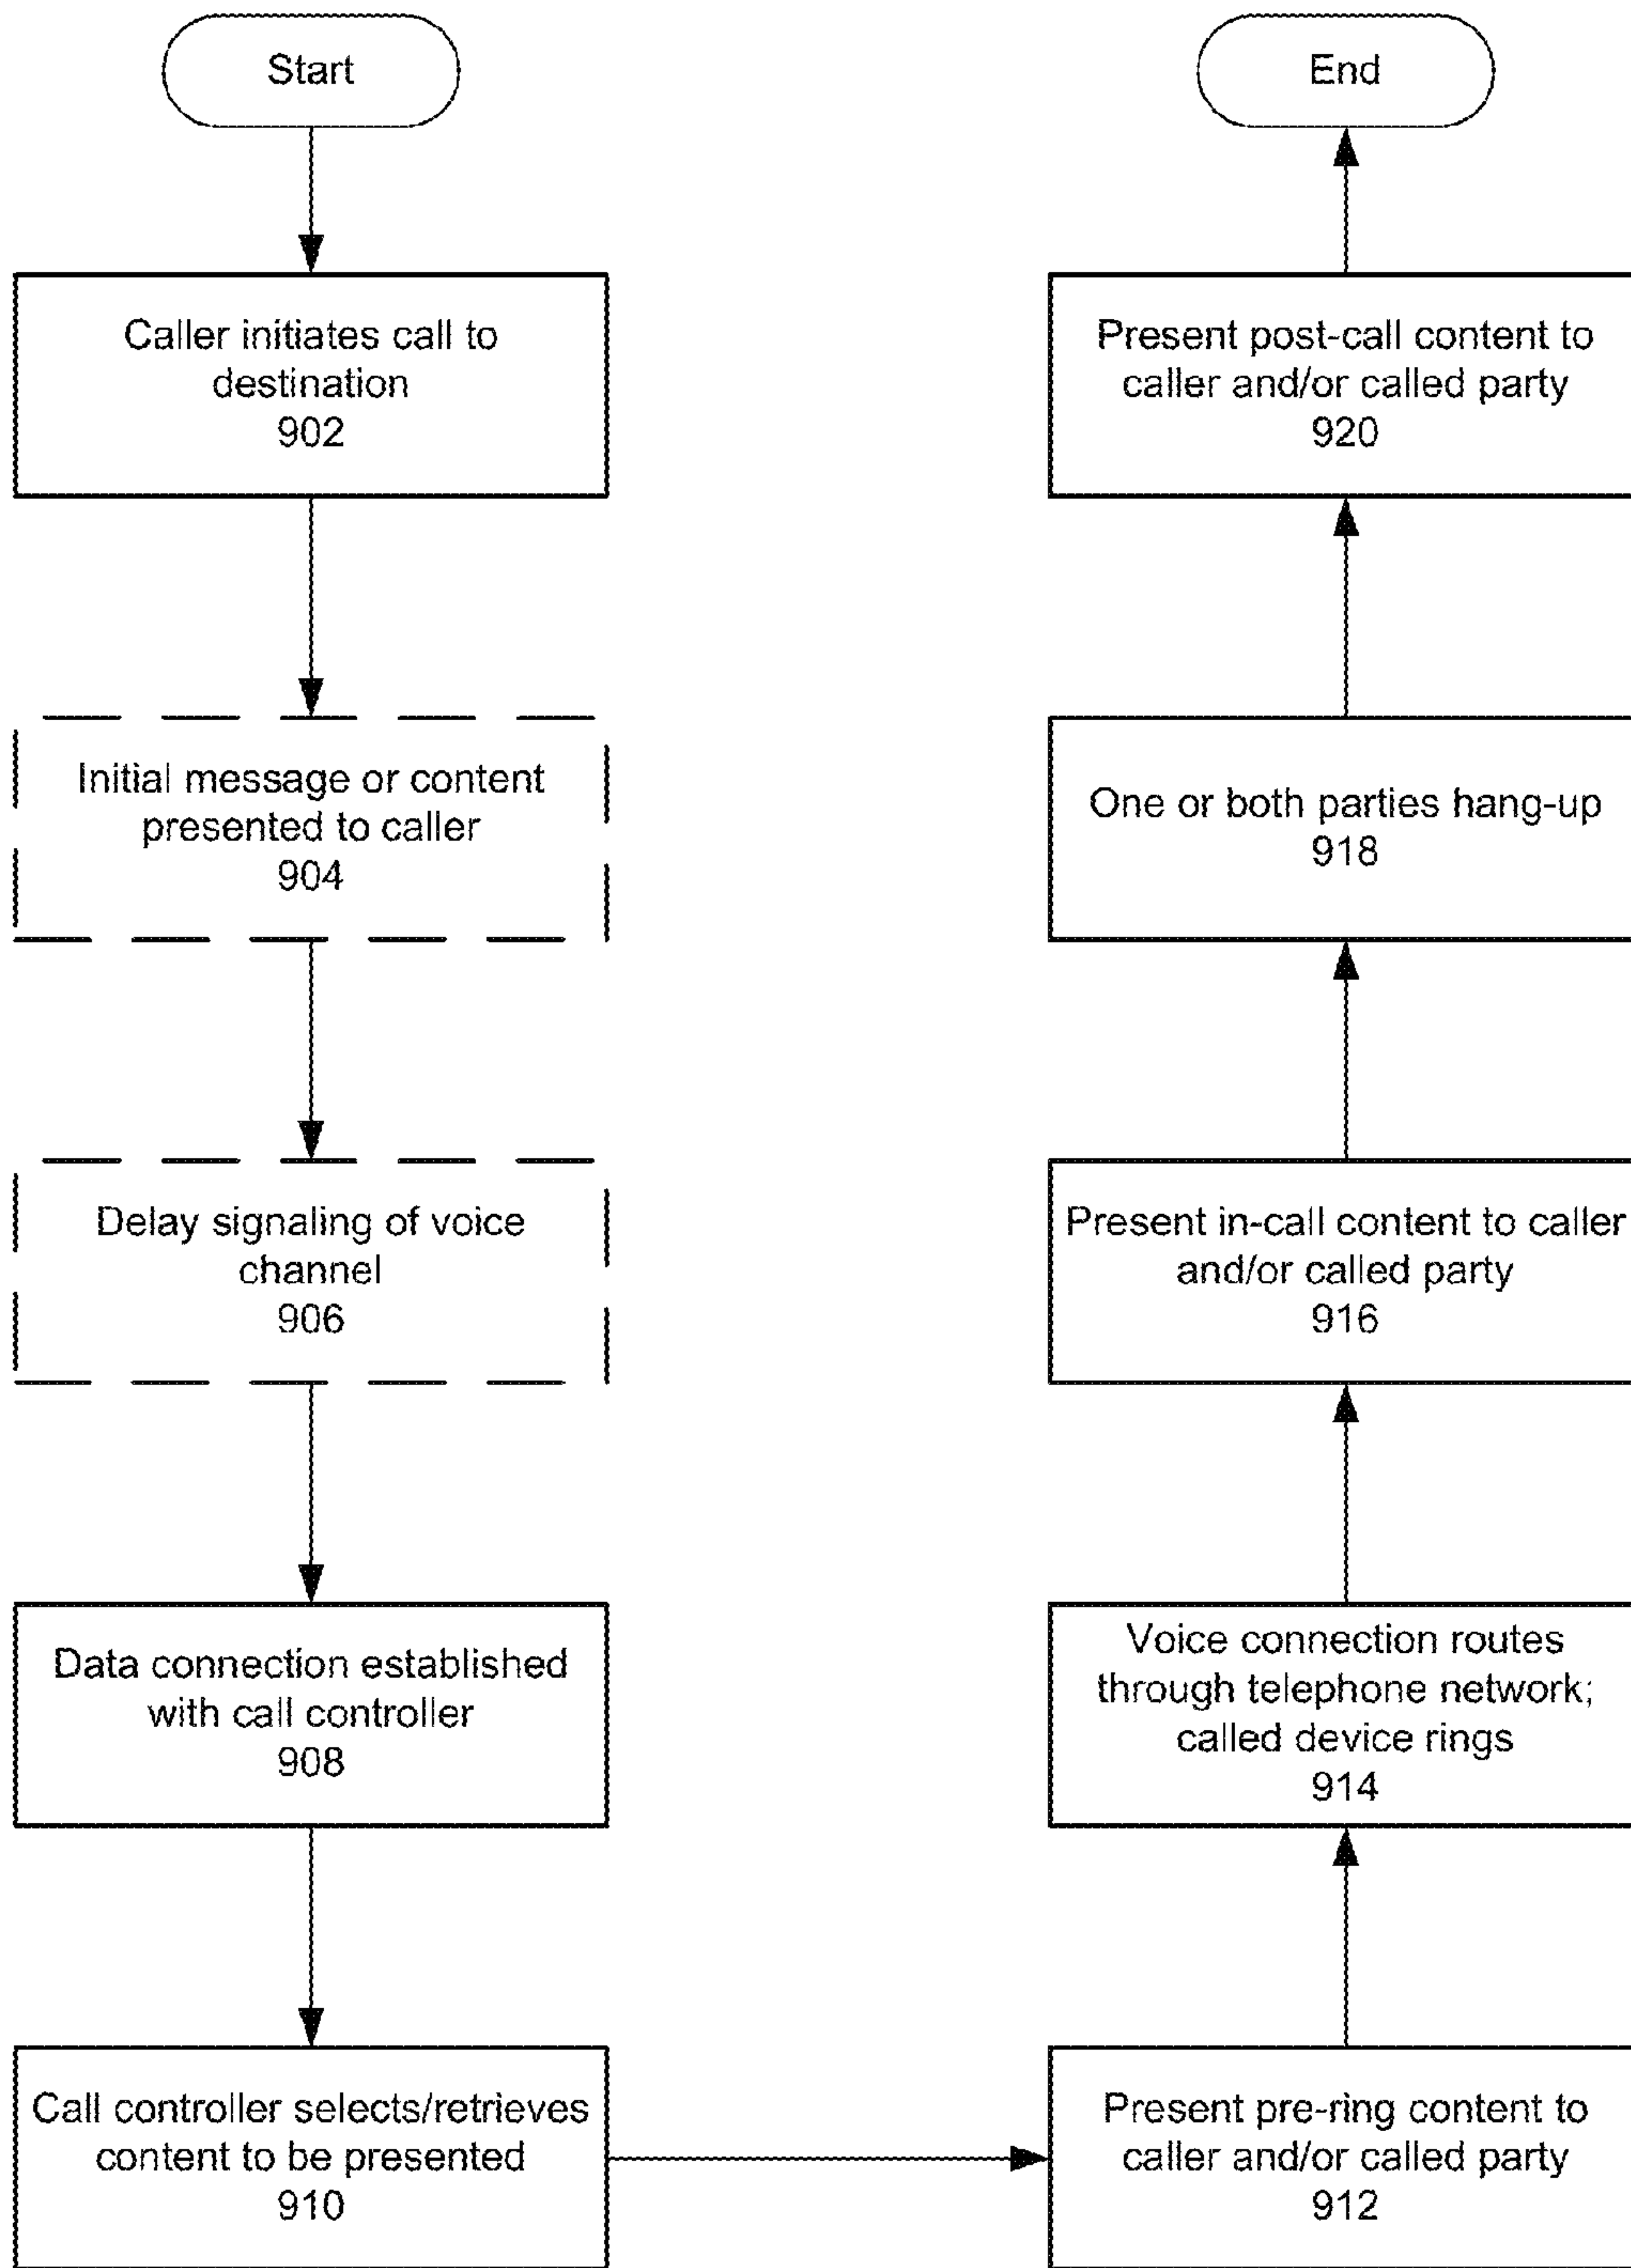 Start
Caller initiates call to
destination
902
Initial message or content
presented to caller
904
Delay signaling of voice
channel
906
Data connection established
with call controller
908
Call controller selects/retrieves
content to be presented
910
Present pre-ring content to
caller and/or called party
912
Voice connection routes
through telephone network;
called device rings
914
Present in-call content to caller
and/or called party
916
One or both parties hang-up
918
Present post-call content to
caller and/or called party
920
End